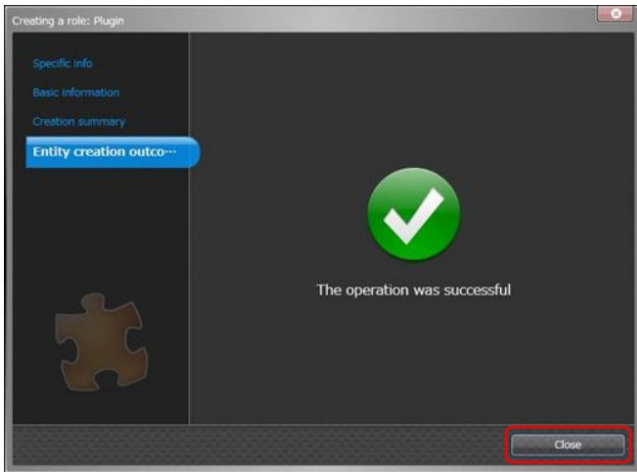 Creating a role: Plugin
Specific info
Basic information
Creation summary
Entity creation outco···
The operation was successful
Close